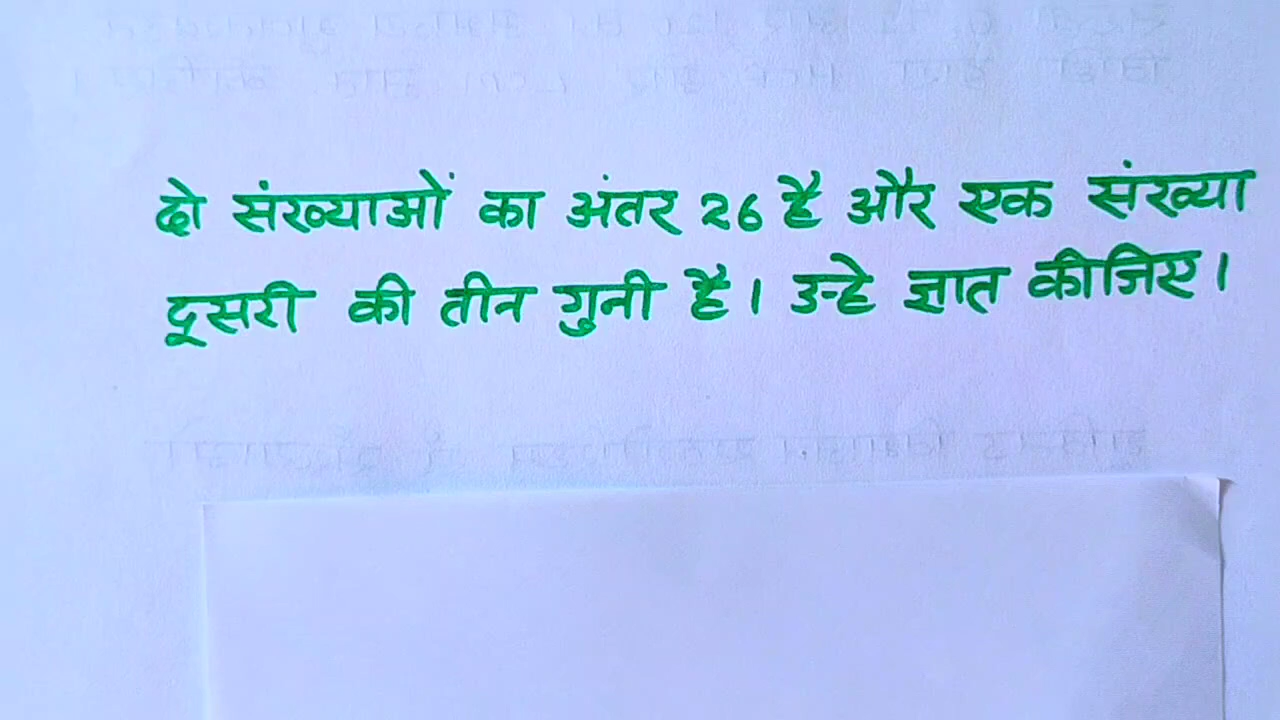 दो संख्याओं का अंतर 26 है और एक संख्या
दूसरी की तीन गुनी है। उन्हे ज्ञात कीजिए।